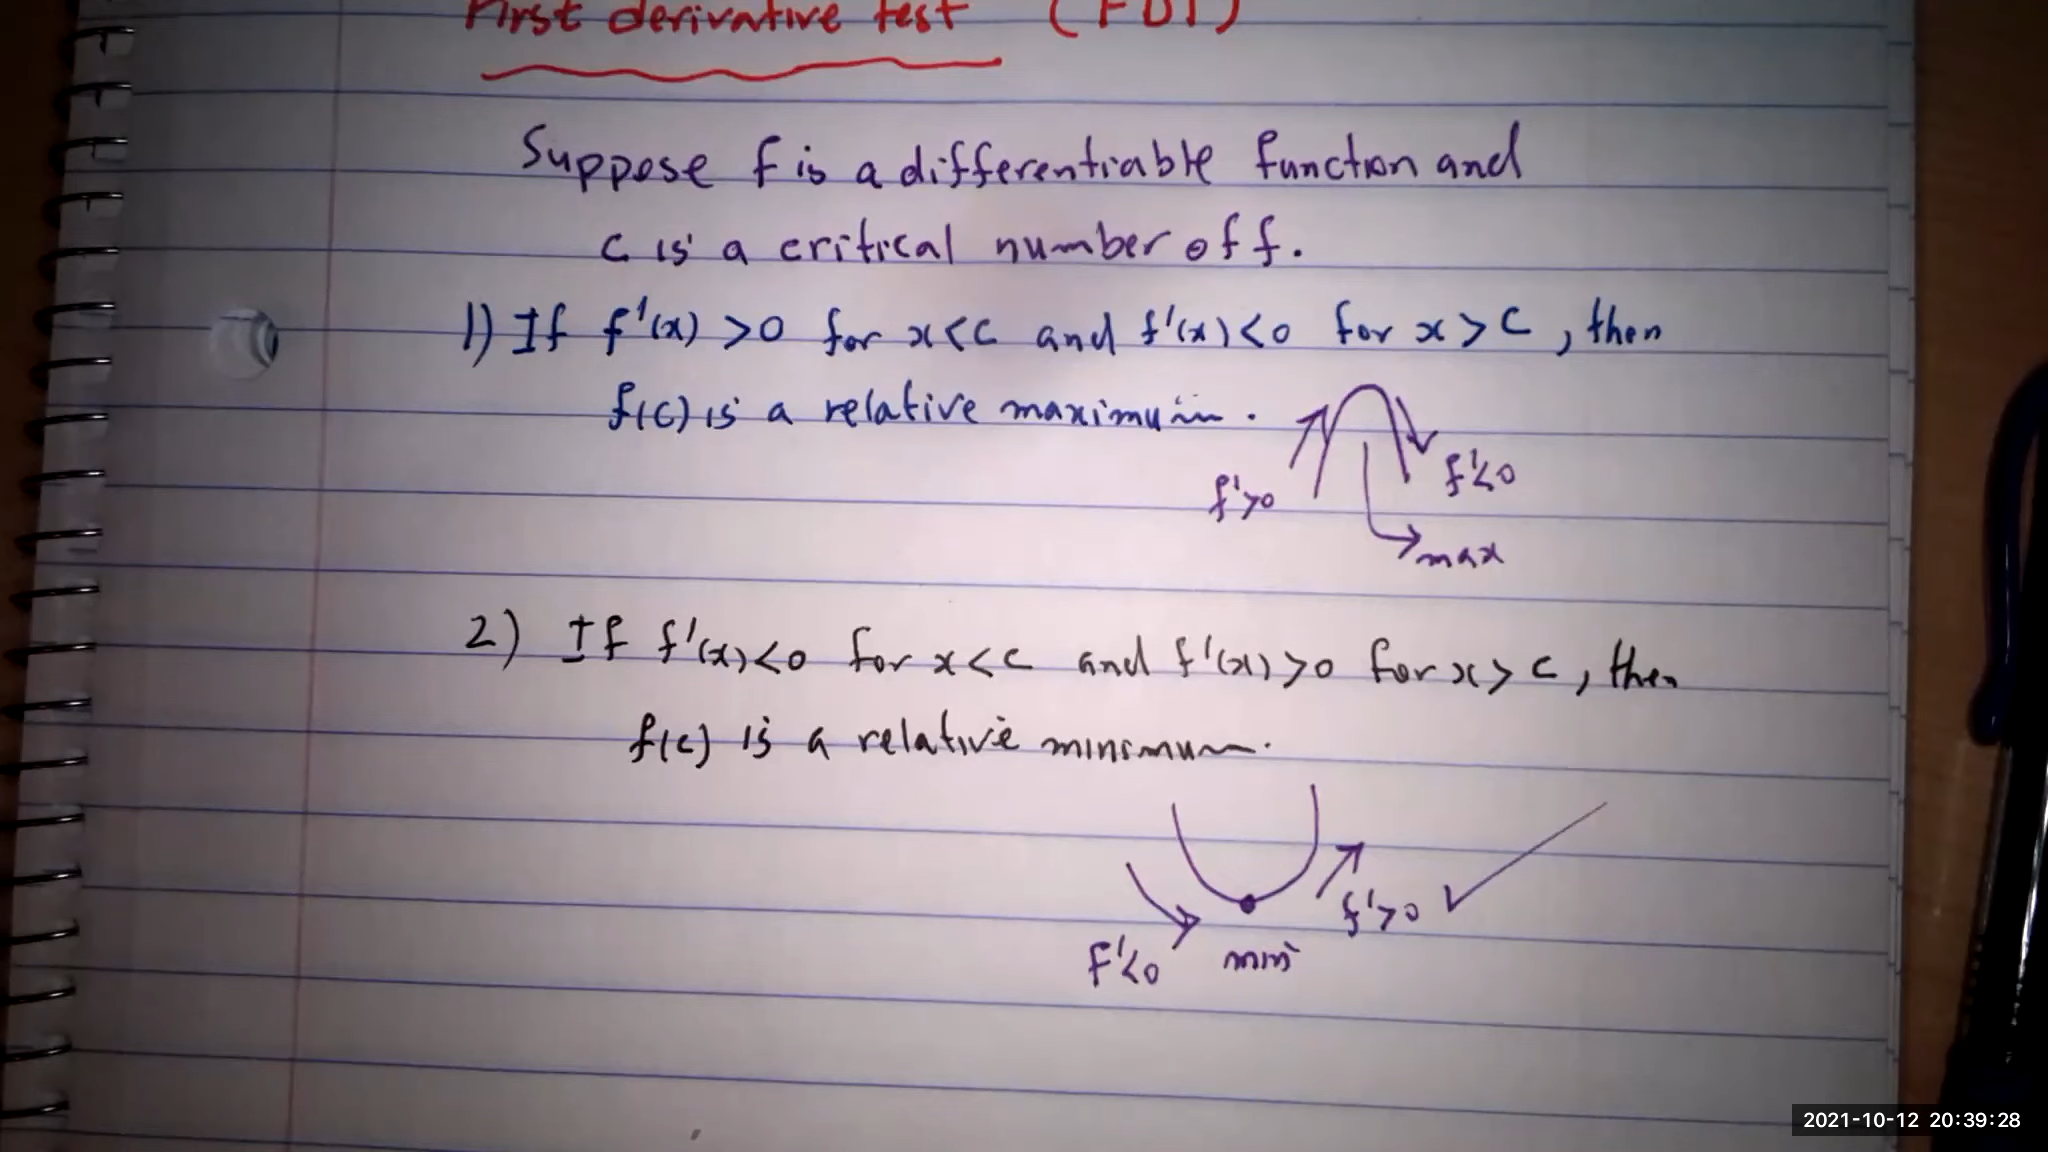 First derivative test (FDT)
Suppose f is a differentiable function and
c is a critical number of f.
1) If f'(x) >0 for x<c and f'(x)<0 for x>c, then
f(c) is a relative maximum.
f'>0
f'<0
max
2) If f'(x)<0 for x<c and f'(x)>0 for x>c, then
f(c) is a relative minimum.
f'<0
min
f'>0
2021-10-12 20:39:28